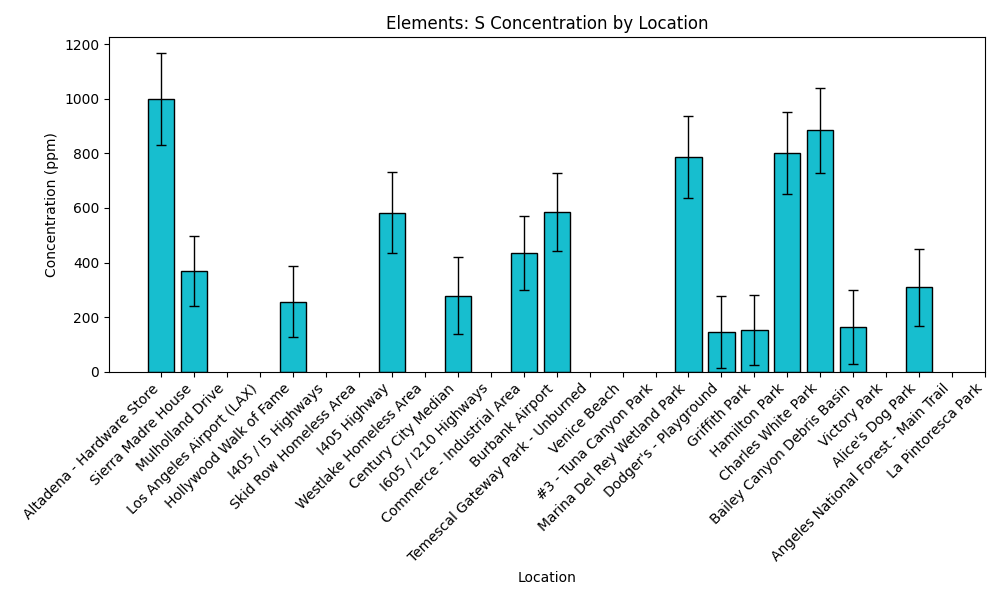 Elements: S Concentration by Location
Concentration (ppm)
1200
1000
800
600
400
200
0
Altadena - Hardware Store
Sierra Madre House
Mulholland Drive
Los Angeles Airport (LAX)
Hollywood Walk of Fame
I405 / I5 Highways
Skid Row Homeless Area
I405 Highway
Westlake Homeless Area
Century City Median
I605 / I210 Highways
Commerce - Industrial Area
Burbank Airport
Temescal Gateway Park - Unburned
Venice Beach
#3 - Tuna Canyon Park
Marina Del Rey Wetland Park
Dodger's - Playground
Griffith Park
Hamilton Park
Charles White Park
Bailey Canyon Debris Basin
Victory Park
Alice's Dog Park
Angeles National Forest - Main Trail
La Pintoresca Park
Location